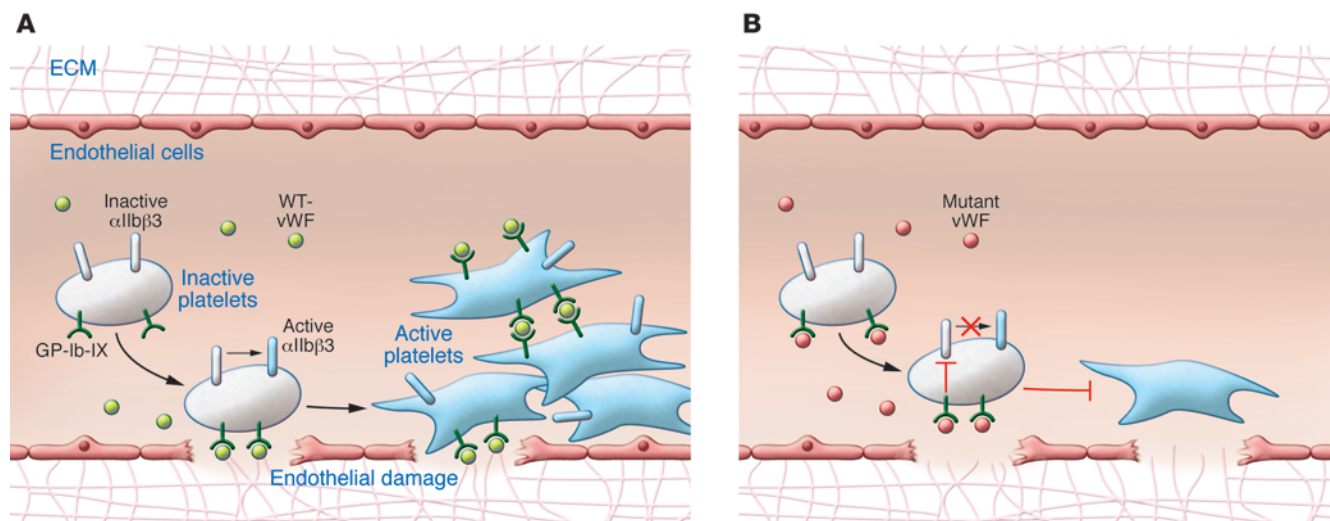 A
ECM
Endothelial cells
Inactive
αIIbβ3
WT-
vWF
Inactive
platelets
GP-Ib-IX
Active
αIIbβ3
Active
platelets
Endothelial damage
B
Mutant
vWF